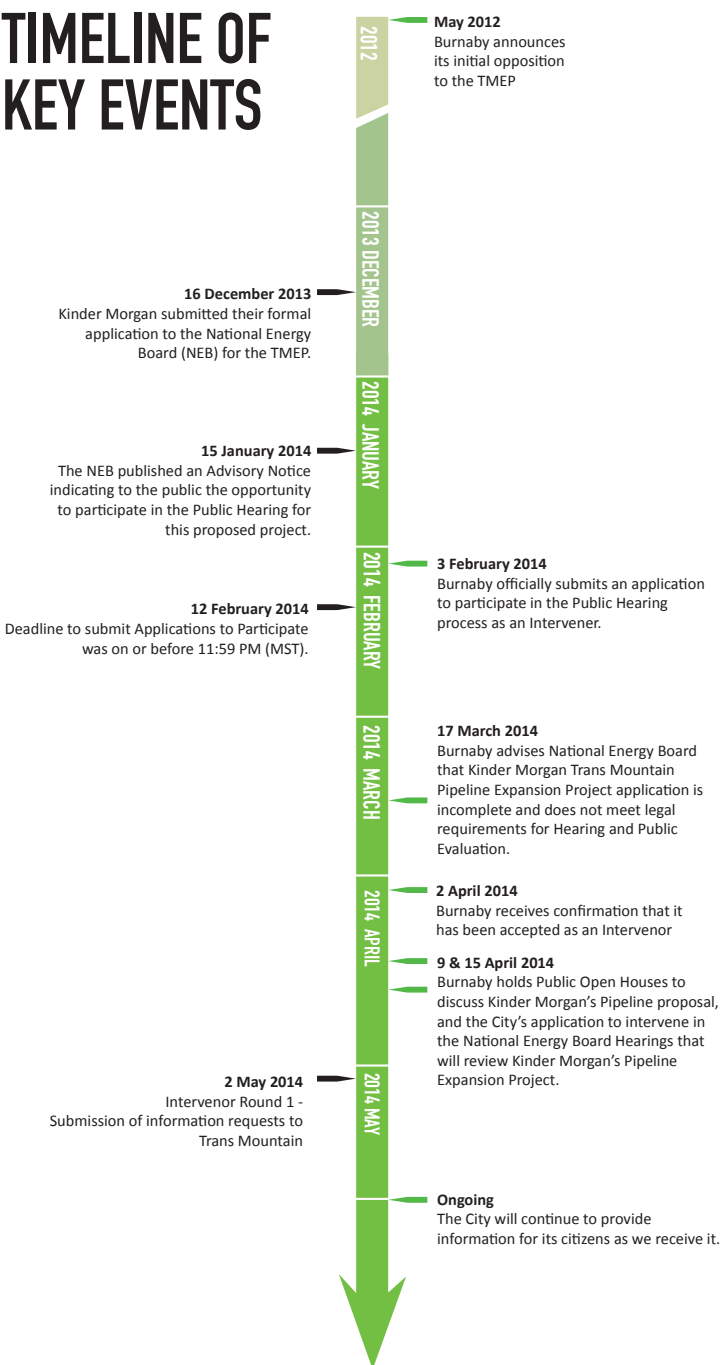 TIMELINE OF
KEY EVENTS
2012
May 2012
Burnaby announces
its initial opposition
to the TMEP
2013 DECEMBER
16 December 2013
Kinder Morgan submitted their formal
application to the National Energy
Board (NEB) for the TMEP.
2014 JANUARY
15 January 2014
The NEB published an Advisory Notice
indicating to the public the opportunity
to participate in the Public Hearing for
this proposed project.
2014 FEBRUARY
3 February 2014
Burnaby officially submits an application
to participate in the Public Hearing
process as an Intervener.
12 February 2014
Deadline to submit Applications to Participate
was on or before 11:59 PM (MST).
2014 MARCH
17 March 2014
Burnaby advises National Energy Board
that Kinder Morgan Trans Mountain
Pipeline Expansion Project application is
incomplete and does not meet legal
requirements for Hearing and Public
Evaluation.
2014 APRIL
2 April 2014
Burnaby receives confirmation that it
has been accepted as an Intervenor
9 & 15 April 2014
Burnaby holds Public Open Houses to
discuss Kinder Morgan's Pipeline proposal,
and the City's application to intervene in
the National Energy Board Hearings that
will review Kinder Morgan's Pipeline
Expansion Project.
2014 MAY
2 May 2014
Intervenor Round 1 -
Submission of information requests to
Trans Mountain
Ongoing
The City will continue to provide
information for its citizens as we receive it.